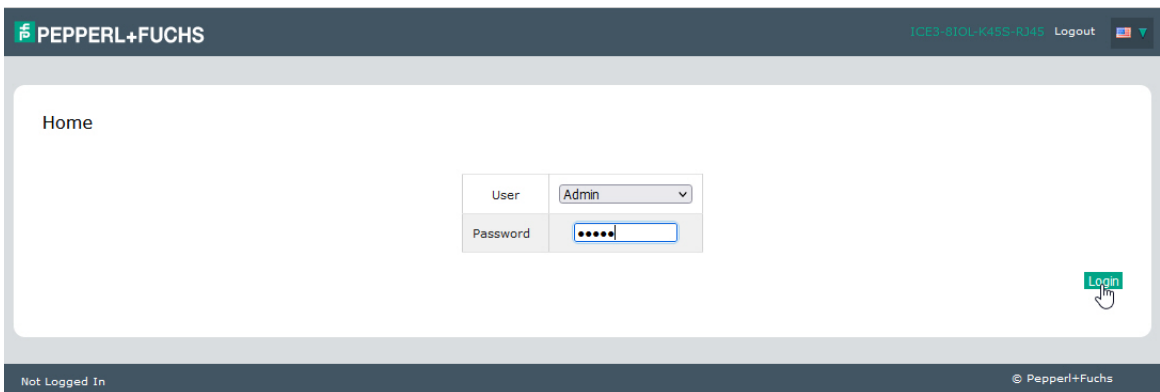 PEPPERL+FUCHS
ICE3-8IOL-K45S-RJ45 Logout
Home
User Admin
Password •••••
Login
Not Logged In
© Pepperl+Fuchs